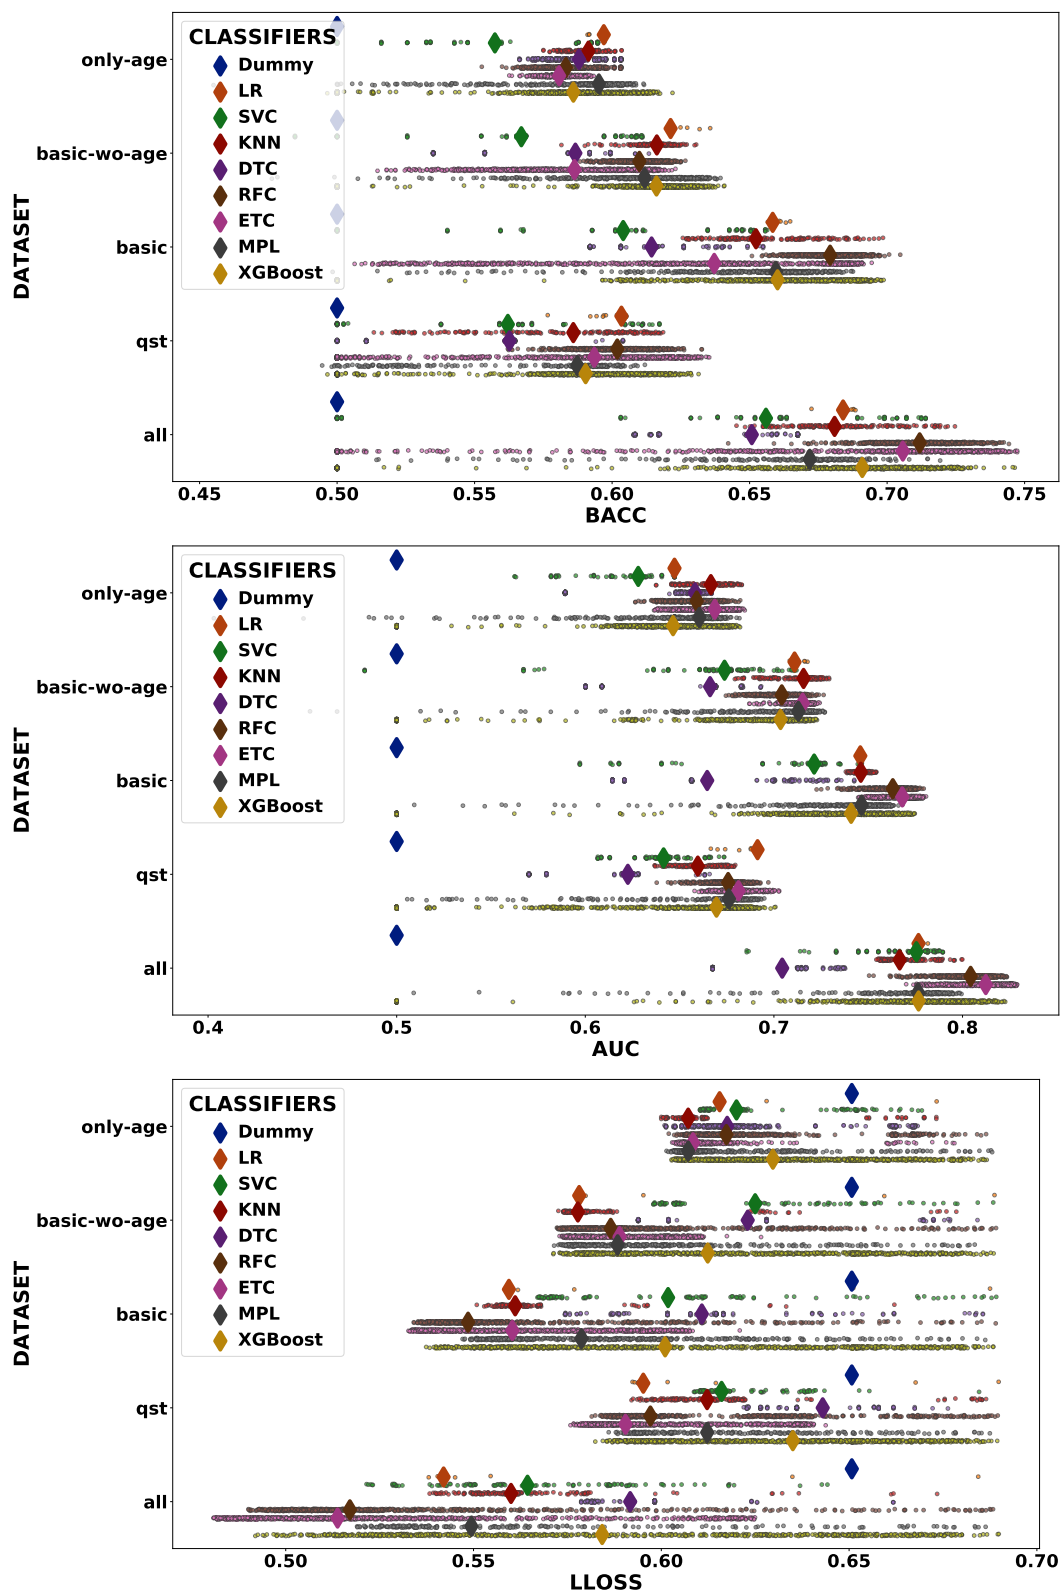 CLASSIFIERS
Dummy
LR
SVC
KNN
DTC
RFC
ETC
MPL
XGBoost
only-age
basic-wo-age
basic
qst
all
DATASET
0.45 0.50 0.55 0.60 0.65 0.70 0.75
BACC
CLASSIFIERS
Dummy
LR
SVC
KNN
DTC
RFC
ETC
MPL
XGBoost
only-age
basic-wo-age
basic
qst
all
DATASET
0.4 0.5 0.6 0.7 0.8
AUC
CLASSIFIERS
Dummy
LR
SVC
KNN
DTC
RFC
ETC
MPL
XGBoost
only-age
basic-wo-age
basic
qst
all
DATASET
0.50 0.55 0.60 0.65 0.70
LLOSS